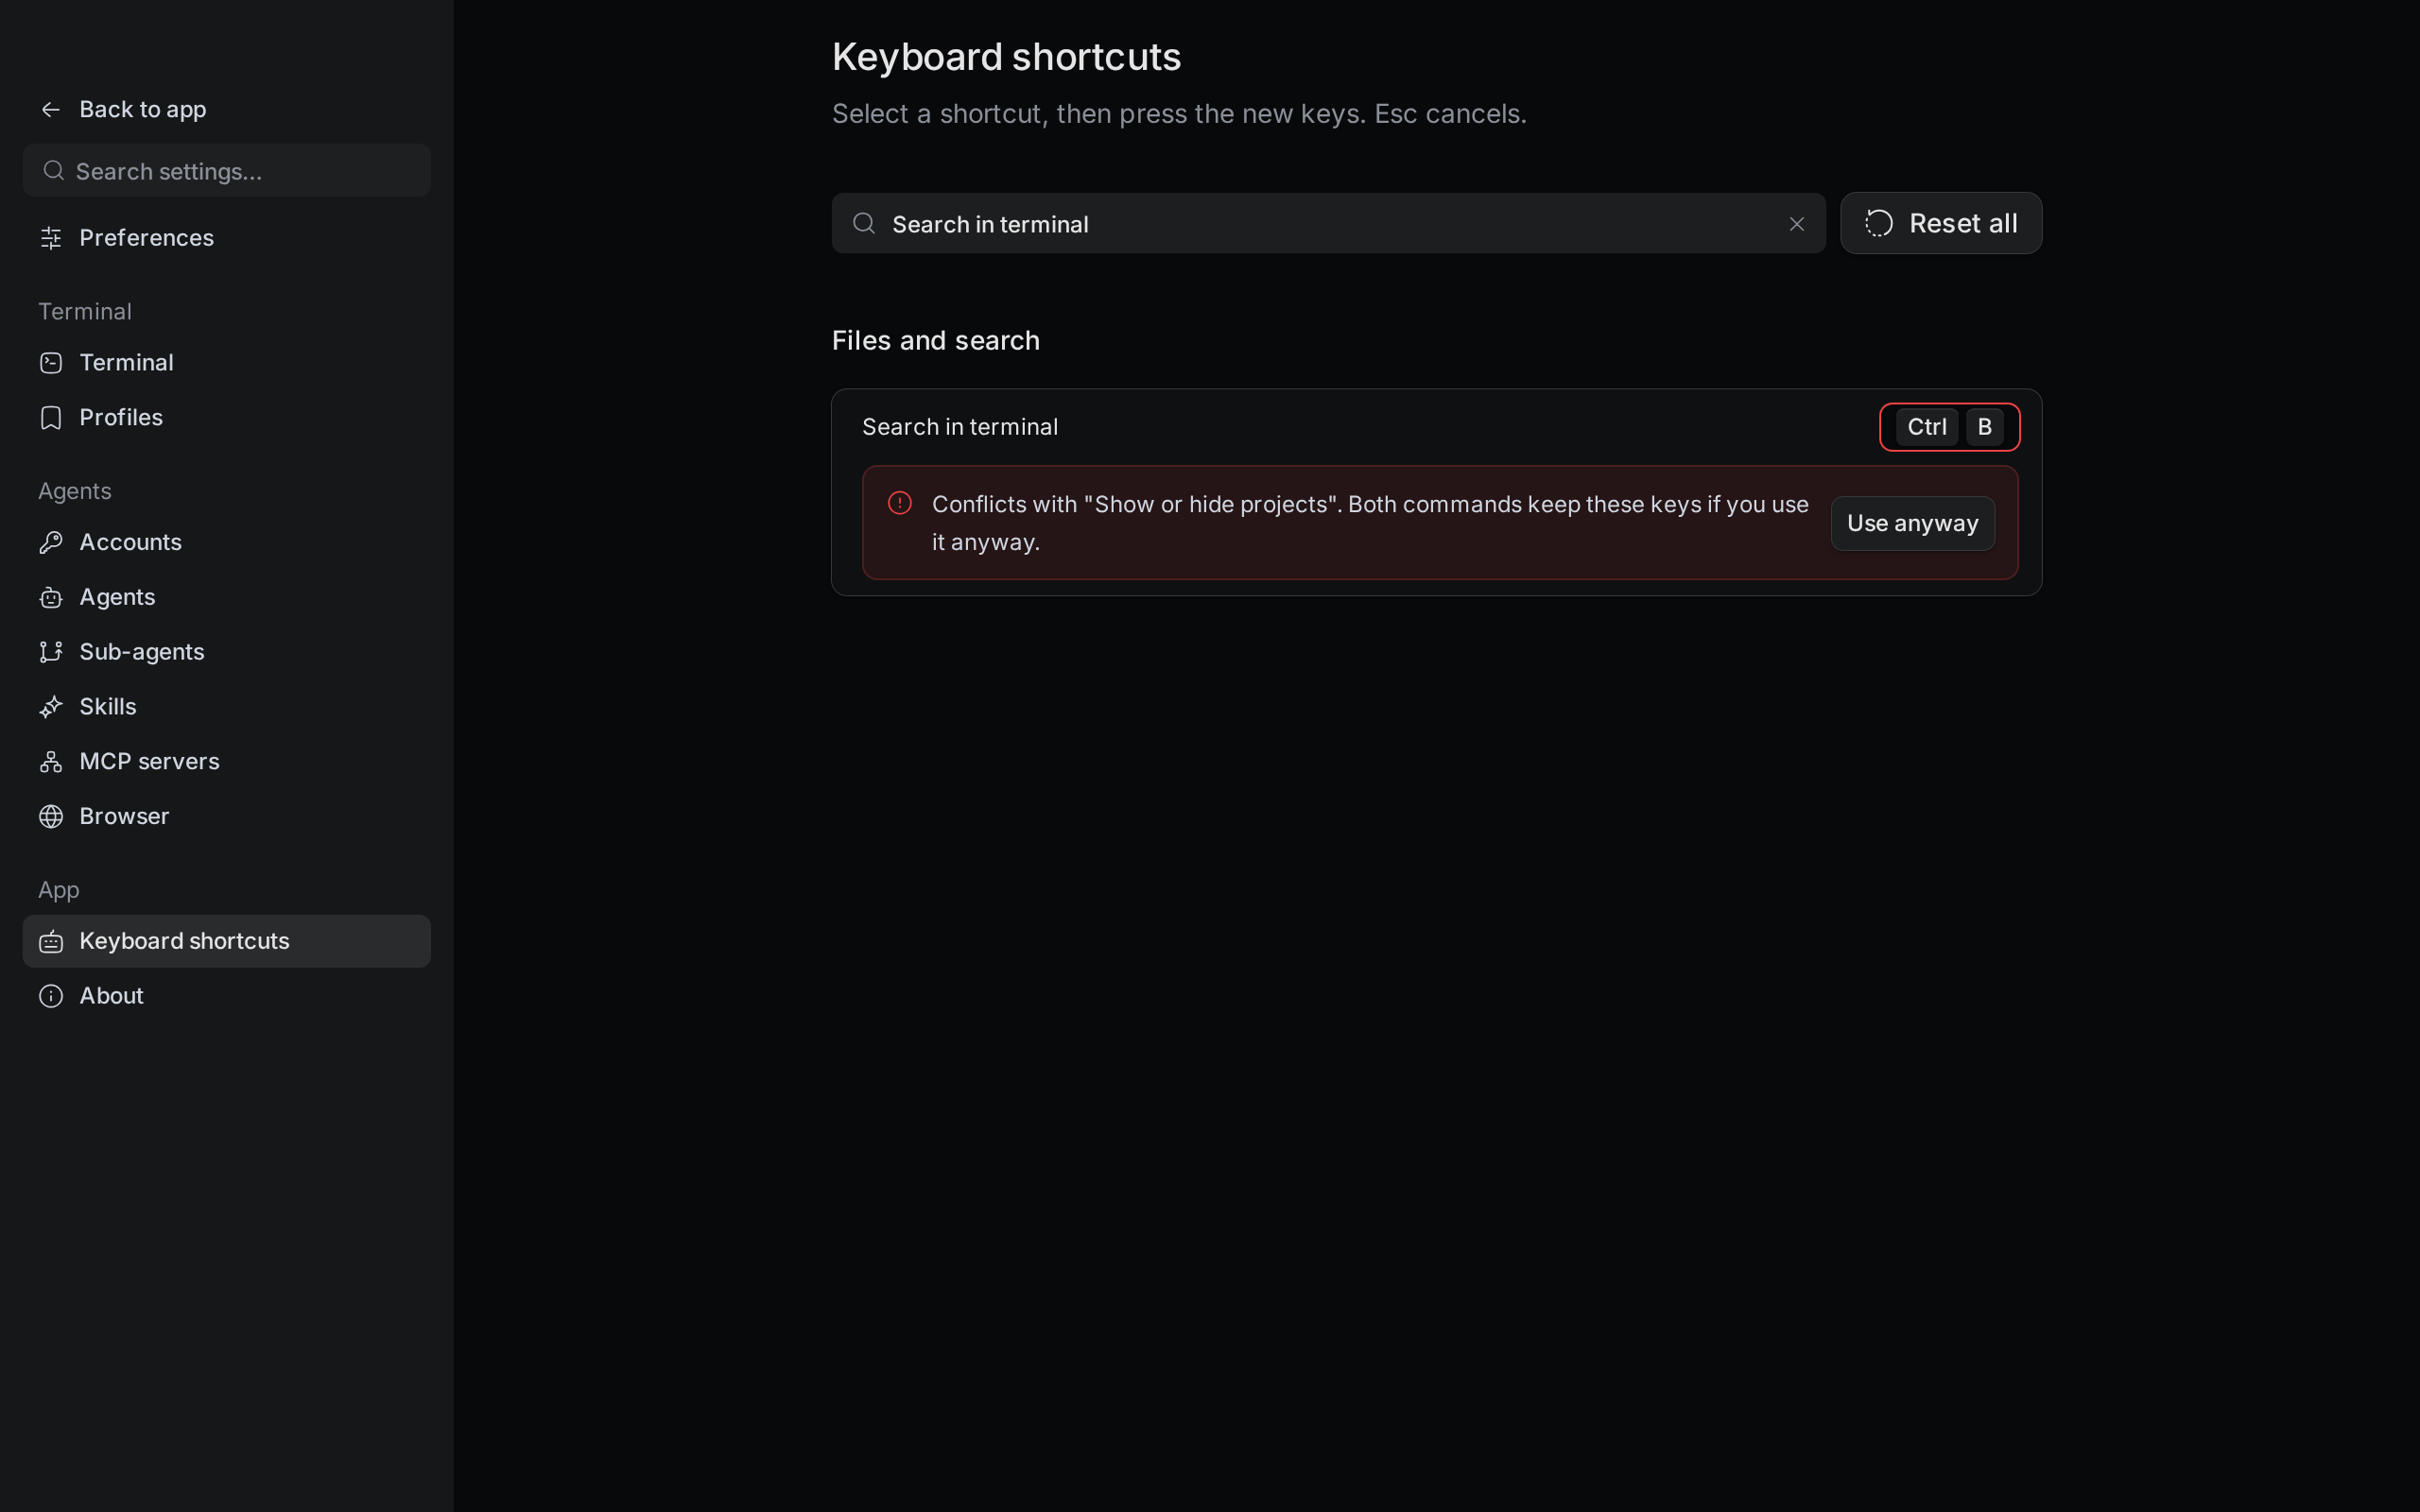 Back to app
Search settings...
Preferences
Terminal
Terminal
Profiles
Agents
Accounts
Agents
Sub-agents
Skills
MCP servers
Browser
App
Keyboard shortcuts
About
Keyboard shortcuts
Select a shortcut, then press the new keys. Esc cancels.
Search in terminal
Reset all
Files and search
Search in terminal
Ctrl B
Conflicts with "Show or hide projects". Both commands keep these keys if you use
it anyway.
Use anyway